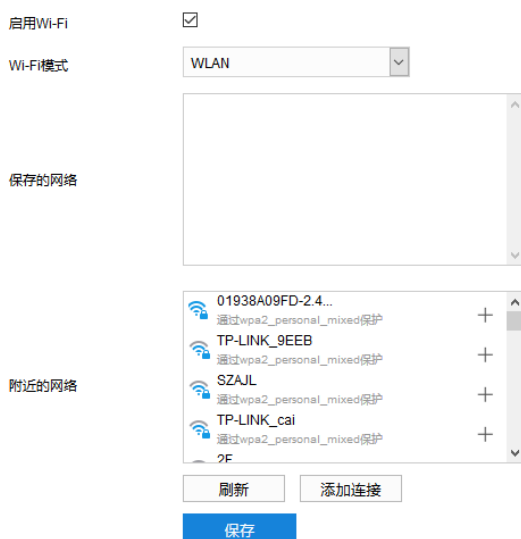 启用Wi-Fi
Wi-Fi模式
WLAN
保存的网络
附近的网络
01938A09FD-2.4...
通过wpa2_personal_mixed保护
TP-LINK_9EEB
通过wpa2_personal_mixed保护
SZAJL
通过wpa2_personal_mixed保护
TP-LINK_cai
通过wpa2_personal_mixed保护
2F
刷新 添加连接
保存